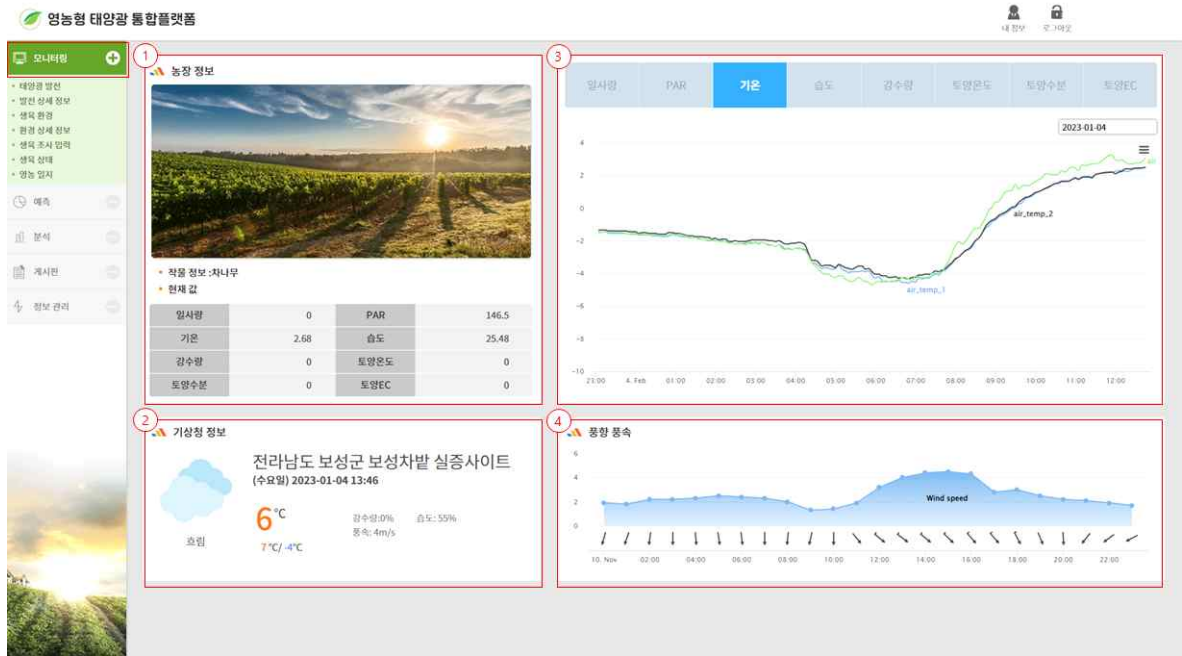 영농형 태양광 통합플랫폼
내 정보
로그아웃
모니터링
• 태양광 발전
• 발전 상세 정보
• 생육 환경
• 환경 상세 정보
• 생육 조사 입력
• 생육 상태
• 영농 일지
예측
분석
게시판
정보 관리
1
농장 정보
• 작물 정보 :차나무
• 현재 값
일사량 0 PAR 146.5
기온 2.68 습도 25.48
강수량 0 토양온도 0
토양수분 0 토양EC 0
2
기상청 정보
전라남도 보성군 보성차밭 실증사이트
(수요일) 2023-01-04 13:46
6℃
강수량:0% 습도: 55%
풍속: 4m/s
흐림
7℃/ -4℃
3
일사량 PAR 기온 습도 강수량 토양온도 토양수분 토양EC
2023-01-04
4
2
0
-2
-4
-6
-8
-10
air_temp_2
air_temp_1
23:00 4. Feb 01:00 02:00 03:00 04:00 05:00 06:00 07:00 08:00 09:00 10:00 11:00 12:00
4
풍향 풍속
6
4
2
0
Wind speed
10. Nov 02:00 04:00 06:00 08:00 10:00 12:00 14:00 16:00 18:00 20:00 22:00